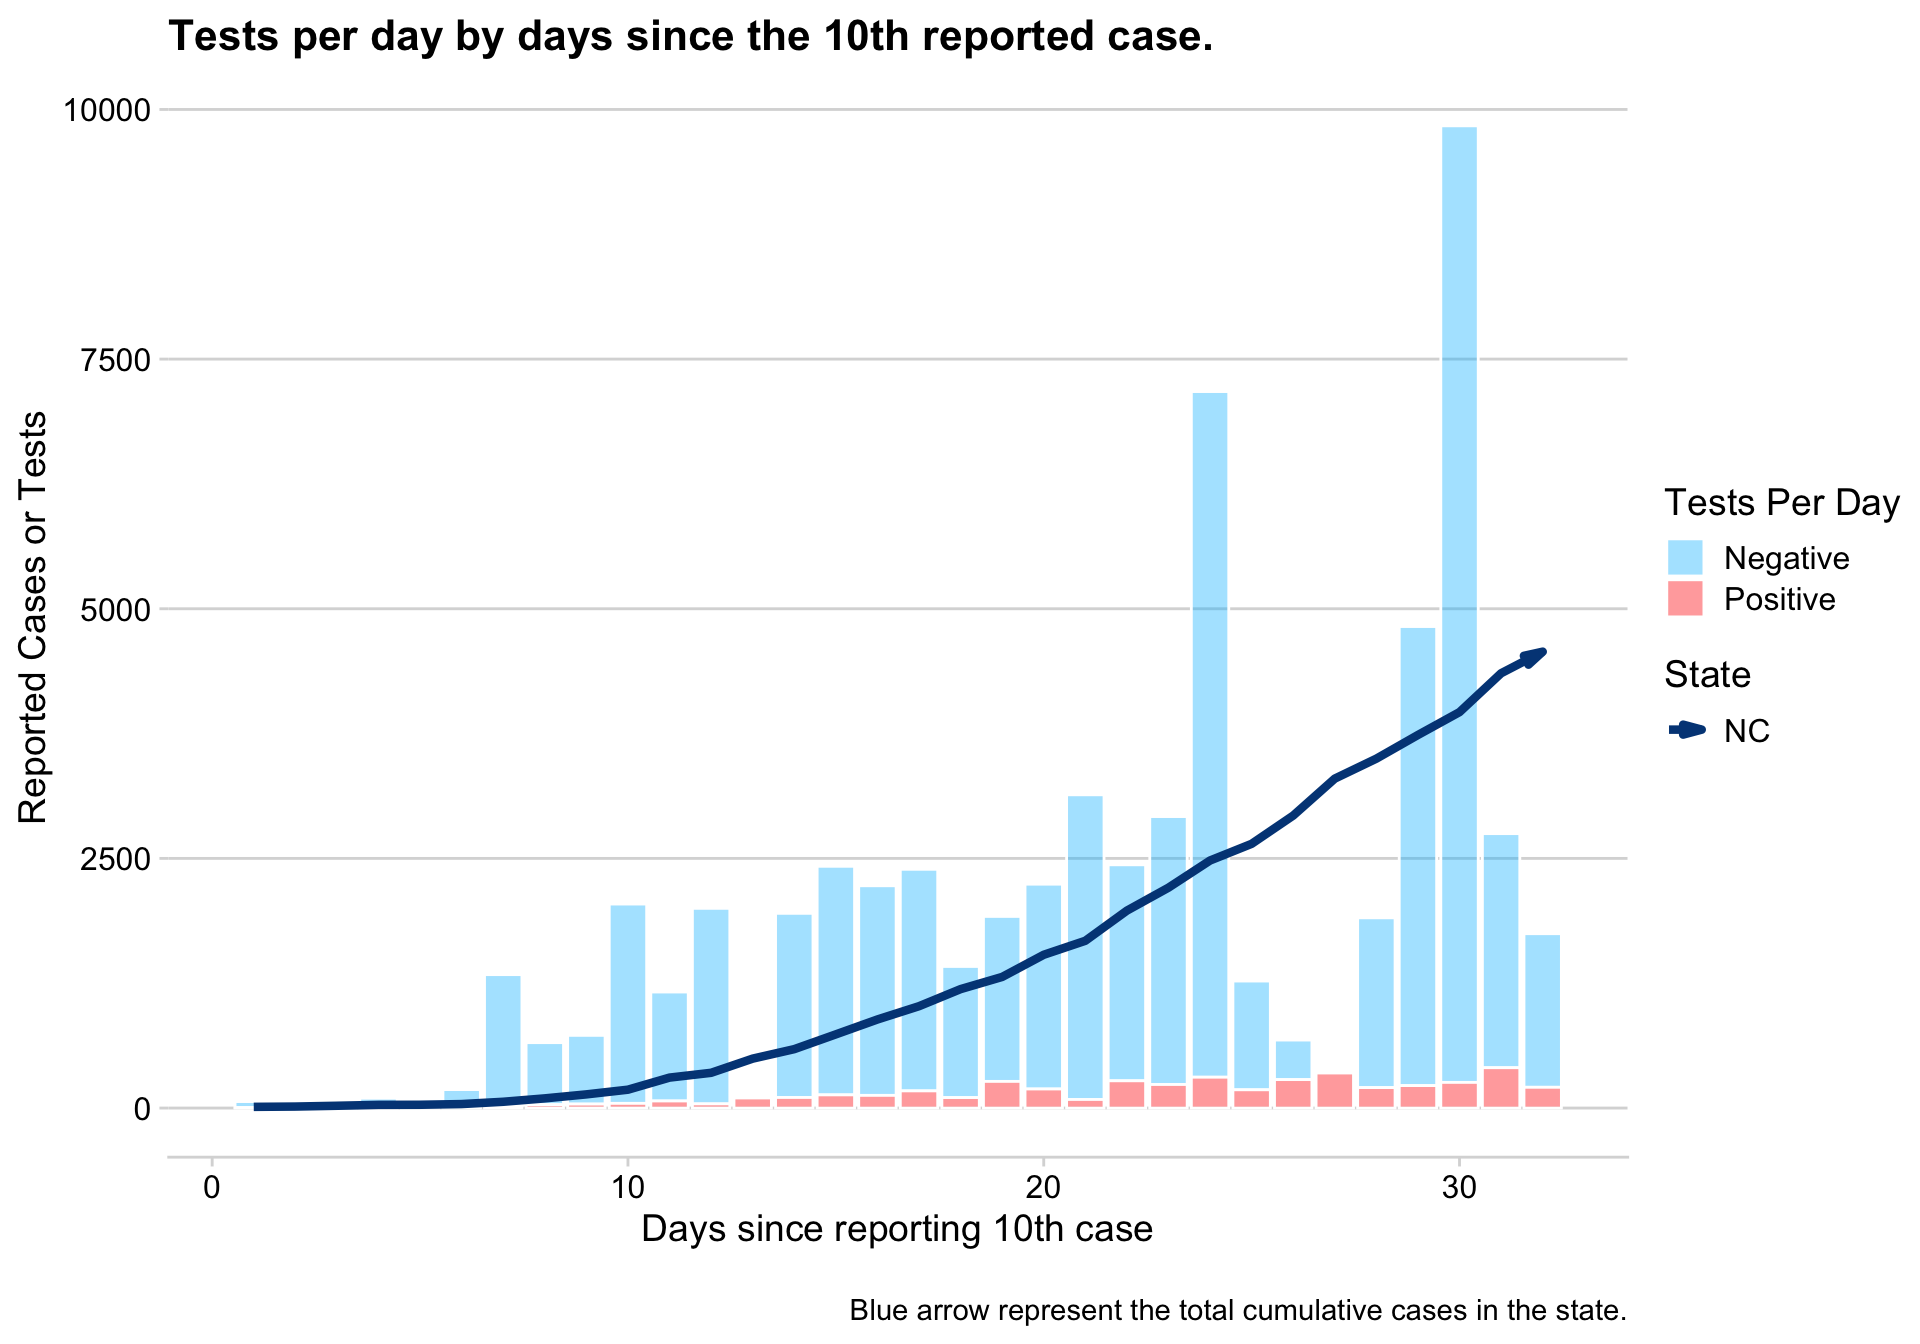 Tests per day by days since the 10th reported case.
10000
7500
5000
2500
0
Reported Cases or Tests
0
10
20
30
Days since reporting 10th case
Tests Per Day
Negative
Positive
State
NC
Blue arrow represent the total cumulative cases in the state.